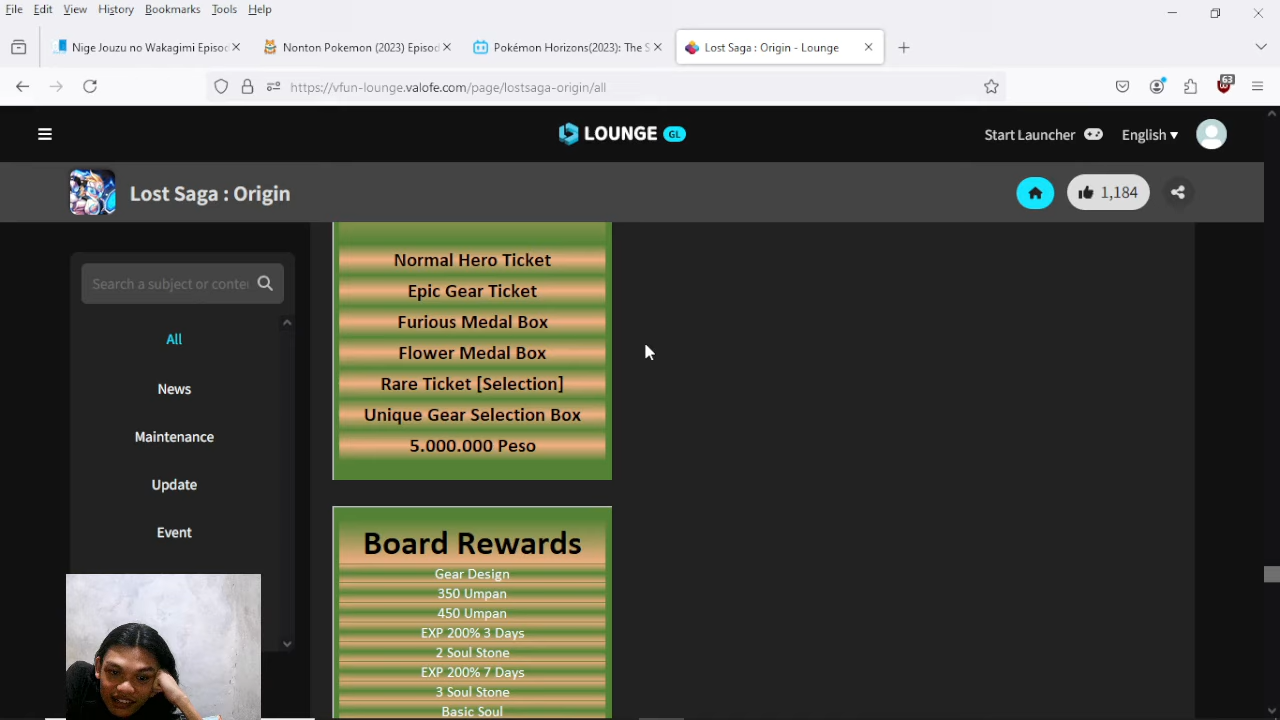 File Edit View History Bookmarks Tools Help
Nige Jouzu no Wakagimi Episod
Nonton Pokemon (2023) Episod
Pokémon Horizons(2023): The S
Lost Saga : Origin - Lounge
https://vfun-lounge.valofe.com/page/lostsaga-origin/all
63
LOUNGE GL
Start Launcher
English ▾
Lost Saga : Origin
1,184
Search a subject or conte
All
News
Maintenance
Update
Event
Normal Hero Ticket
Epic Gear Ticket
Furious Medal Box
Flower Medal Box
Rare Ticket [Selection]
Unique Gear Selection Box
5.000.000 Peso
Board Rewards
Gear Design
350 Umpan
450 Umpan
EXP 200% 3 Days
2 Soul Stone
EXP 200% 7 Days
3 Soul Stone
Basic Soul